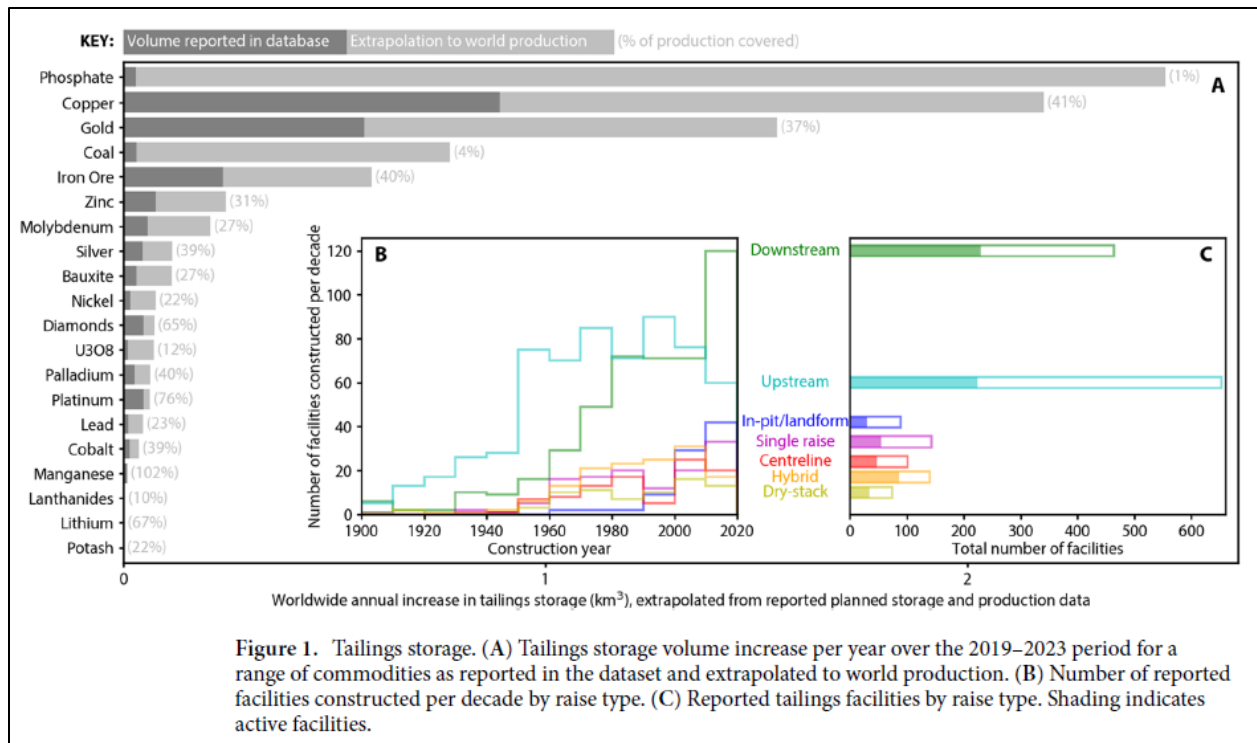 KEY: Volume reported in database Extrapolation to world production (% of production covered)
A
Phosphate (1%)
Copper (41%)
Gold (37%)
Coal (4%)
Iron Ore (40%)
Zinc (31%)
Molybdenum (27%)
Silver (39%)
Bauxite (27%)
Nickel (22%)
Diamonds (65%)
U3O8 (12%)
Palladium (40%)
Platinum (76%)
Lead (23%)
Cobalt (39%)
Manganese (102%)
Lanthanides (10%)
Lithium (67%)
Potash (22%)
0 1 2
Worldwide annual increase in tailings storage (km³), extrapolated from reported planned storage and production data
B
Number of facilities constructed per decade
120
100
80
60
40
20
0
1900 1920 1940 1960 1980 2000 2020
Construction year
Downstream
Upstream
In-pit/landform
Single raise
Centreline
Hybrid
Dry-stack
C
0 100 200 300 400 500 600
Total number of facilities
Figure 1. Tailings storage. (A) Tailings storage volume increase per year over the 2019–2023 period for a
range of commodities as reported in the dataset and extrapolated to world production. (B) Number of reported
facilities constructed per decade by raise type. (C) Reported tailings facilities by raise type. Shading indicates
active facilities.